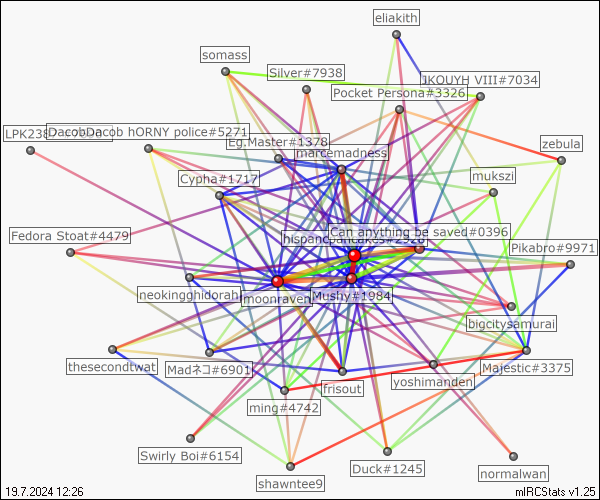 eliakith
somass
Silver#7938
JKOUYH VIII#7034
Pocket Persona#3326
LPK238
DacobDacob hORNY police#5271
Eg.Master#1378
marcemadness
zebula
Cypha#1717
mukszi
Fedora Stoat#4479
Can anything be saved#0396
hispancpancakes#2928
Pikabro#9971
neokingghidorah
moonraven
Mushy#1984
bigcitysamurai
thesecondtwat
Madネコ#6901
frisout
yoshimanden
Majestic#3375
ming#4742
Swirly Boi#6154
shawntee9
Duck#1245
normalwan
19.7.2024 12:26
mIRCStats v1.25